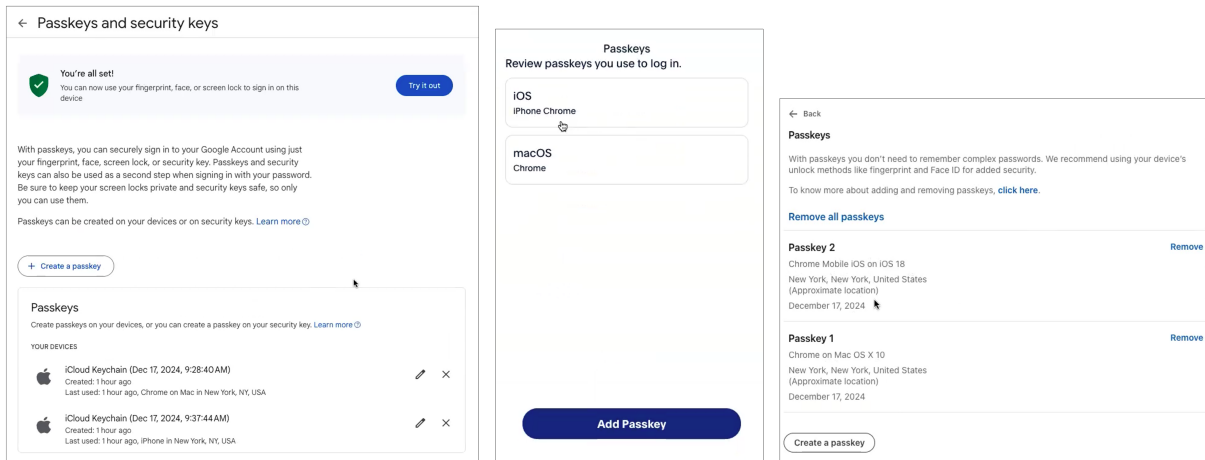 Passkeys and security keys
You're all set!
You can now use your fingerprint, face, or screen lock to sign in on this
device
Try it out
With passkeys, you can securely sign in to your Google Account using just
your fingerprint, face, screen lock, or security key. Passkeys and security
keys can also be used as a second step when signing in with your password.
Be sure to keep your screen locks private and security keys safe, so only
you can use them.
Passkeys can be created on your devices or on security keys. Learn more
+ Create a passkey
Passkeys
Create passkeys on your devices, or you can create a passkey on your security key. Learn more
YOUR DEVICES
iCloud Keychain (Dec 17, 2024, 9:28:40 AM)
Created: 1 hour ago
Last used: 1 hour ago, Chrome on Mac in New York, NY, USA
iCloud Keychain (Dec 17, 2024, 9:37:44 AM)
Created: 1 hour ago
Last used: 1 hour ago, iPhone in New York, NY, USA
Passkeys
Review passkeys you use to log in.
iOS
iPhone Chrome
macOS
Chrome
Add Passkey
Back
Passkeys
With passkeys you don't need to remember complex passwords. We recommend using your device's
unlock methods like fingerprint and Face ID for added security.
To know more about adding and removing passkeys, click here.
Remove all passkeys
Passkey 2
Remove
Chrome Mobile iOS on iOS 18
New York, New York, United States
(Approximate location)
December 17, 2024
Passkey 1
Remove
Chrome on Mac OS X 10
New York, New York, United States
(Approximate location)
December 17, 2024
Create a passkey